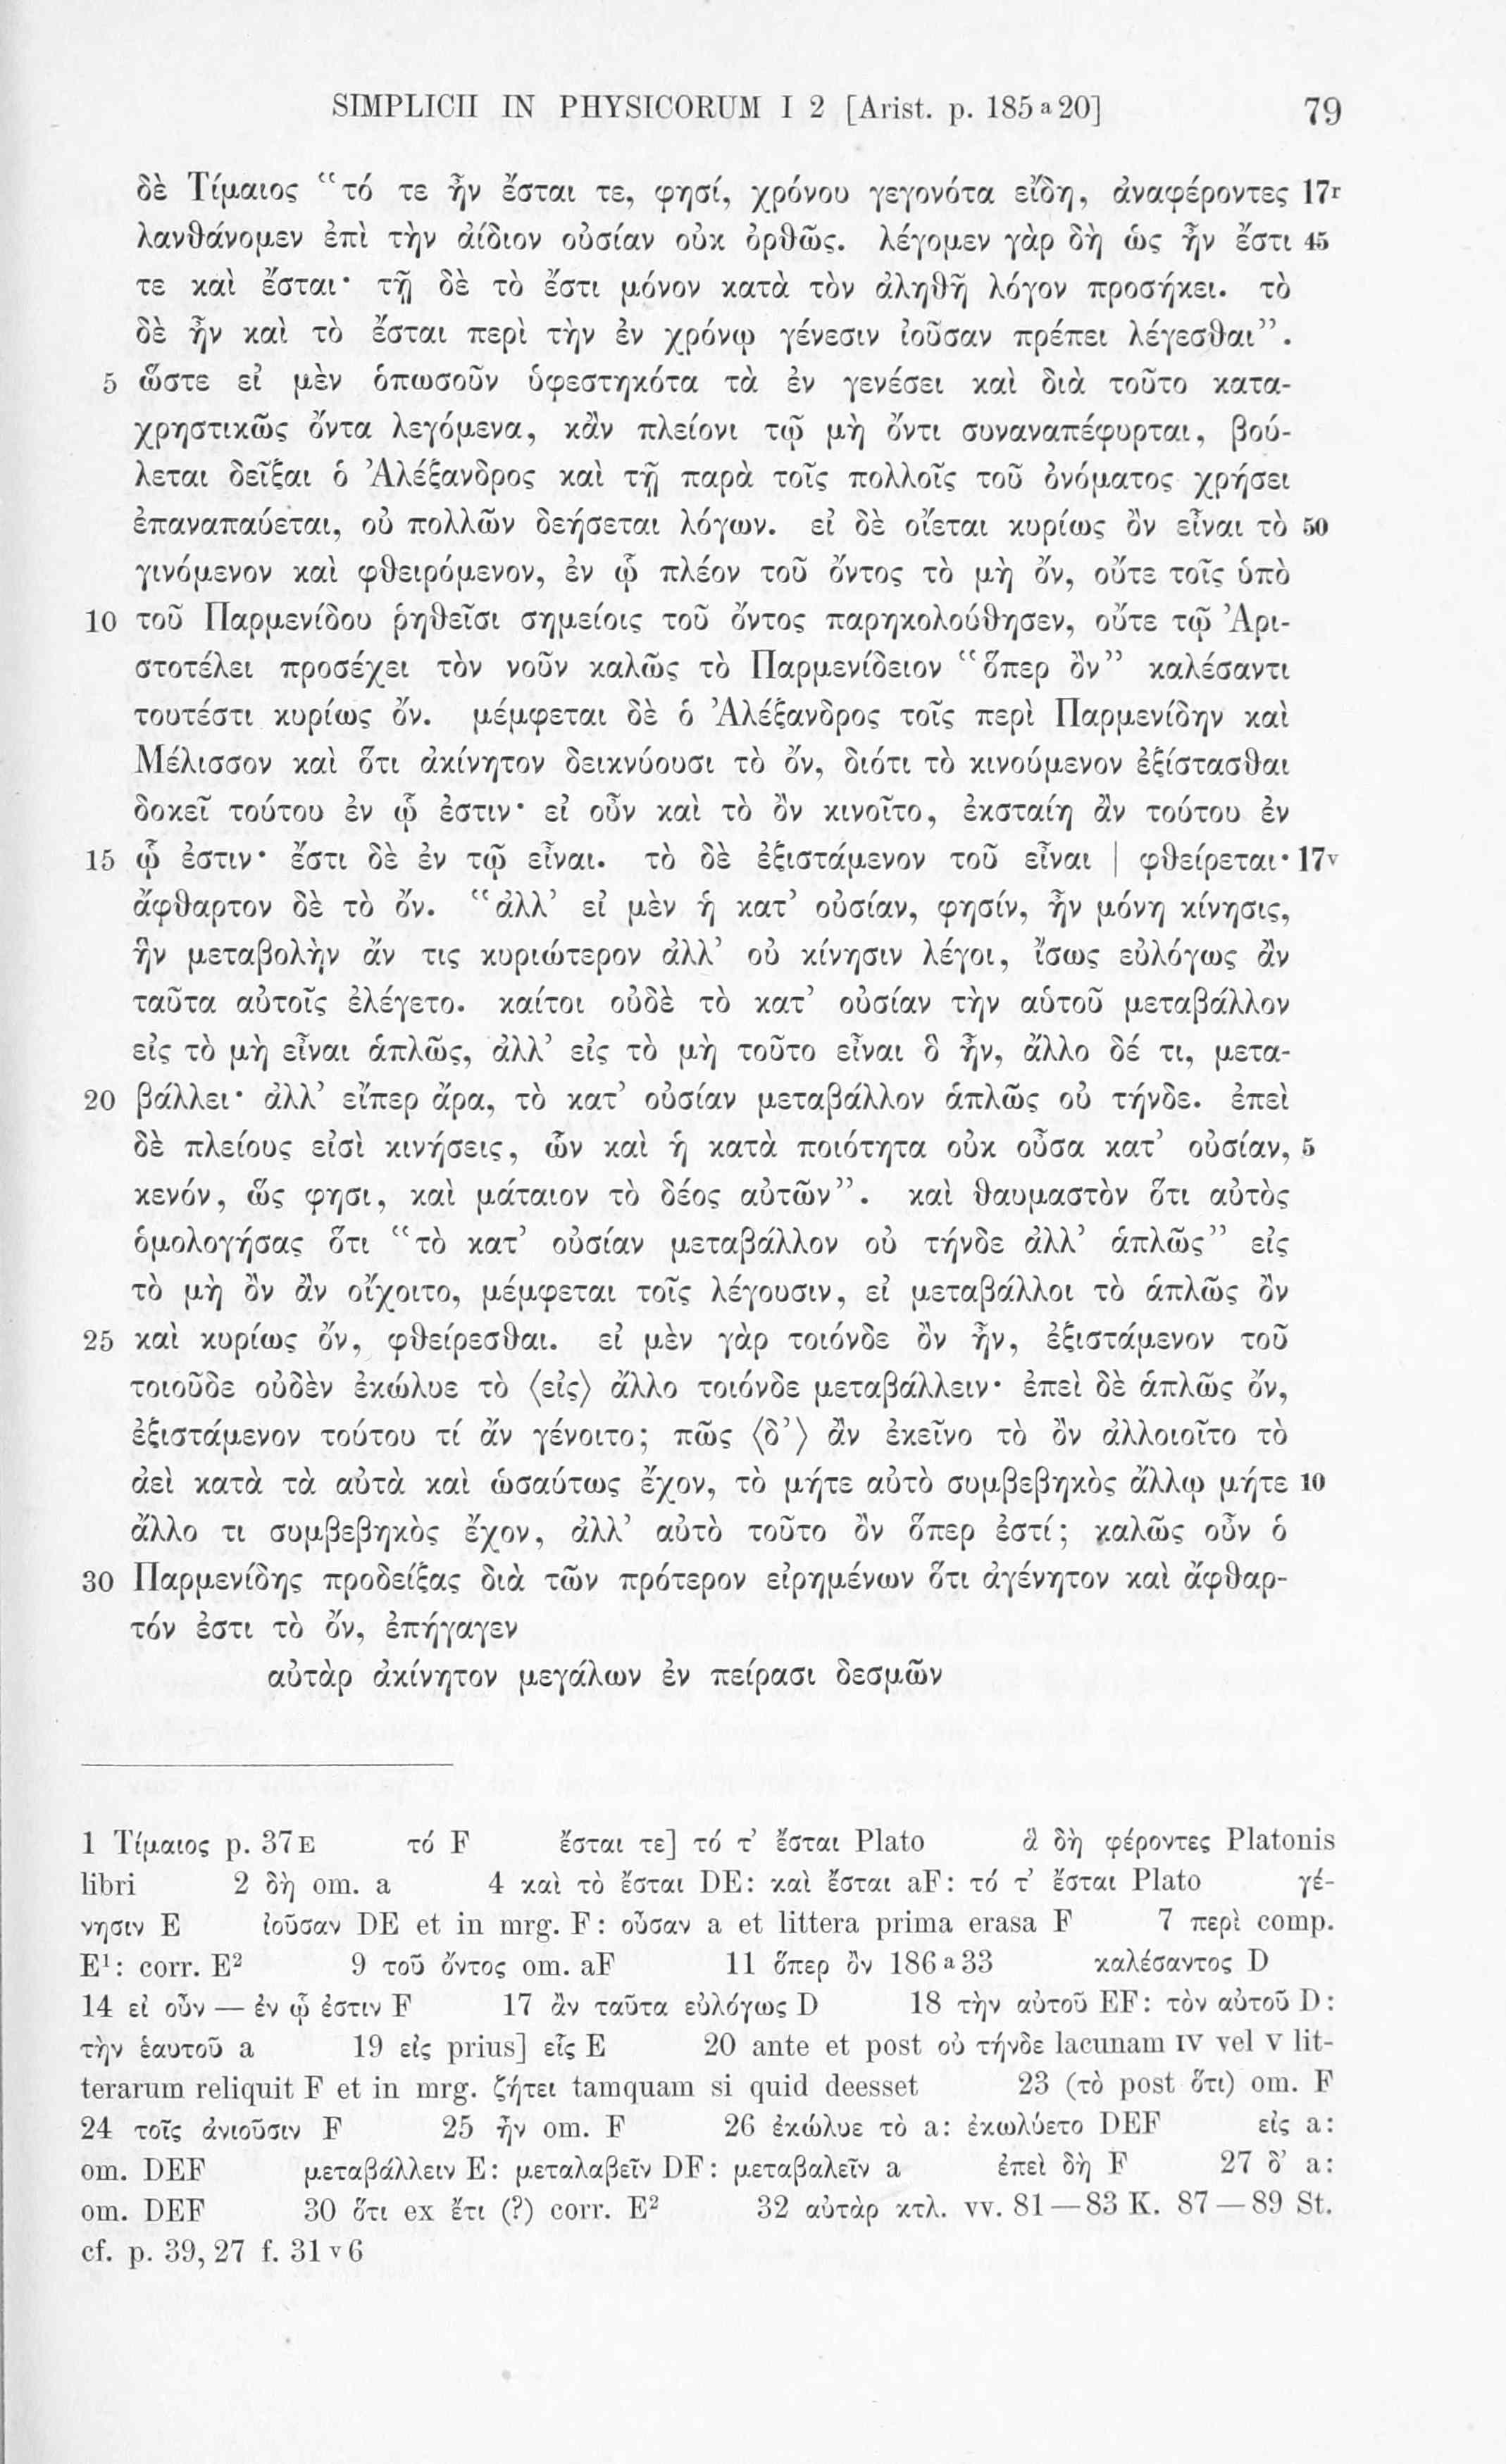 SIMPLICII IN PHYSICORUM I 2 [Arist. p. 185 a 20] 79
δὲ Τίμαιος “τό τε ἦν ἔσται τε, φησί, χρόνου γεγονότα εἴδη, ἀναφέροντες 17r
λανθάνομεν ἐπὶ τὴν ἀίδιον οὐσίαν οὐκ ὀρθῶς. λέγομεν γὰρ δὴ ὡς ἦν ἔστι 45
τε καὶ ἔσται· τῇ δὲ τὸ ἔστι μόνον κατὰ τὸν ἀληθῆ λόγον προσήκει. τὸ
δὲ ἦν καὶ τὸ ἔσται περὶ τὴν ἐν χρόνῳ γένεσιν ἰοῦσαν πρέπει λέγεσθαι”.
5 ὥστε εἰ μὲν ὁπωσοῦν ὑφεστηκότα τὰ ἐν γενέσει καὶ διὰ τοῦτο κατα-
χρηστικῶς ὄντα λεγόμενα, κἂν πλείονι τῷ μὴ ὄντι συναναπέφυρται, βού-
λεται δεῖξαι ὁ Ἀλέξανδρος καὶ τῇ παρὰ τοῖς πολλοῖς τοῦ ὀνόματος χρήσει
ἐπαναπαύεται, οὐ πολλῶν δεήσεται λόγων. εἰ δὲ οἴεται κυρίως ὂν εἶναι τὸ 50
γινόμενον καὶ φθειρόμενον, ἐν ᾧ πλέον τοῦ ὄντος τὸ μὴ ὄν, οὔτε τοῖς ὑπὸ
10 τοῦ Παρμενίδου ῥηθεῖσι σημείοις τοῦ ὄντος παρηκολούθησεν, οὔτε τῷ Ἀρι-
στοτέλει προσέχει τὸν νοῦν καλῶς τὸ Παρμενίδειον “ὅπερ ὂν” καλέσαντι
τουτέστι κυρίως ὄν. μέμφεται δὲ ὁ Ἀλέξανδρος τοῖς περὶ Παρμενίδην καὶ
Μέλισσον καὶ ὅτι ἀκίνητον δεικνύουσι τὸ ὄν, διότι τὸ κινούμενον ἐξίστασθαι
δοκεῖ τούτου ἐν ᾧ ἐστιν· εἰ οὖν καὶ τὸ ὂν κινοῖτο, ἐκσταίη ἂν τούτου ἐν
15 ᾧ ἐστιν· ἔστι δὲ ἐν τῷ εἶναι. τὸ δὲ ἐξιστάμενον τοῦ εἶναι | φθείρεται· 17v
ἄφθαρτον δὲ τὸ ὄν. “ἀλλ’ εἰ μὲν ἡ κατ’ οὐσίαν, φησίν, ἦν μόνη κίνησις,
ἣν μεταβολὴν ἄν τις κυριώτερον ἀλλ’ οὐ κίνησιν λέγοι, ἴσως εὐλόγως ἂν
ταῦτα αὐτοῖς ἐλέγετο. καίτοι οὐδὲ τὸ κατ’ οὐσίαν τὴν αὑτοῦ μεταβάλλον
εἰς τὸ μὴ εἶναι ἁπλῶς, ἀλλ’ εἰς τὸ μὴ τοῦτο εἶναι ὃ ἦν, ἄλλο δέ τι, μετα-
20 βάλλει· ἀλλ’ εἴπερ ἄρα, τὸ κατ’ οὐσίαν μεταβάλλον ἁπλῶς οὐ τήνδε. ἐπεὶ
δὲ πλείους εἰσὶ κινήσεις, ὧν καὶ ἡ κατὰ ποιότητα οὐκ οὖσα κατ’ οὐσίαν, 5
κενόν, ὥς φησι, καὶ μάταιον τὸ δέος αὐτῶν”. καὶ θαυμαστὸν ὅτι αὐτὸς
ὁμολογήσας ὅτι “τὸ κατ’ οὐσίαν μεταβάλλον οὐ τήνδε ἀλλ’ ἁπλῶς” εἰς
τὸ μὴ ὂν ἂν οἴχοιτο, μέμφεται τοῖς λέγουσιν, εἰ μεταβάλλοι τὸ ἁπλῶς ὂν
25 καὶ κυρίως ὄν, φθείρεσθαι. εἰ μὲν γὰρ τοιόνδε ὂν ἦν, ἐξιστάμενον τοῦ
τοιοῦδε οὐδὲν ἐκώλυε τὸ ⟨εἰς⟩ ἄλλο τοιόνδε μεταβάλλειν· ἐπεὶ δὲ ἁπλῶς ὄν,
ἐξιστάμενον τούτου τί ἂν γένοιτο; πῶς ⟨δ’⟩ ἂν ἐκεῖνο τὸ ὂν ἀλλοιοῖτο τὸ
ἀεὶ κατὰ τὰ αὐτὰ καὶ ὡσαύτως ἔχον, τὸ μήτε αὐτὸ συμβεβηκὸς ἄλλῳ μήτε 10
ἄλλο τι συμβεβηκὸς ἔχον, ἀλλ’ αὐτὸ τοῦτο ὂν ὅπερ ἐστί; καλῶς οὖν ὁ
30 Παρμενίδης προδείξας διὰ τῶν πρότερον εἰρημένων ὅτι ἀγένητον καὶ ἄφθαρ-
τόν ἐστι τὸ ὄν, ἐπήγαγεν
αὐτὰρ ἀκίνητον μεγάλων ἐν πείρασι δεσμῶν
1 Τίμαιος p. 37E τό F ἔσται τε] τό τ’ ἔσται Plato ἃ δὴ φέροντες Platonis
libri 2 δὴ om. a 4 καὶ τὸ ἔσται DE: καὶ ἔσται aF: τό τ’ ἔσται Plato γέ-
νησιν E ἰοῦσαν DE et in mrg. F: οὖσαν a et littera prima erasa F 7 περὶ comp.
E¹: corr. E² 9 τοῦ ὄντος om. aF 11 ὅπερ ὂν 186 a 33 καλέσαντος D
14 εἰ οὖν — ἐν ᾧ ἐστιν F 17 ἂν ταῦτα εὐλόγως D 18 τὴν αὑτοῦ EF: τὸν αὐτοῦ D:
τὴν ἑαυτοῦ a 19 εἰς prius] εἷς E 20 ante et post οὐ τήνδε lacunam IV vel V lit-
terarum reliquit F et in mrg. ζήτει tamquam si quid deesset 23 (τὸ post ὅτι) om. F
24 τοῖς ἀνιοῦσιν F 25 ἦν om. F 26 ἐκώλυε τὸ a: ἐκωλύετο DEF εἰς a:
om. DEF μεταβάλλειν E: μεταλαβεῖν DF: μεταβαλεῖν a ἐπεὶ δὴ F 27 δ’ a:
om. DEF 30 ὅτι ex ἔτι (?) corr. E² 32 αὐτὰρ κτλ. vv. 81—83 K. 87—89 St.
cf. p. 39, 27 f. 31 v 6